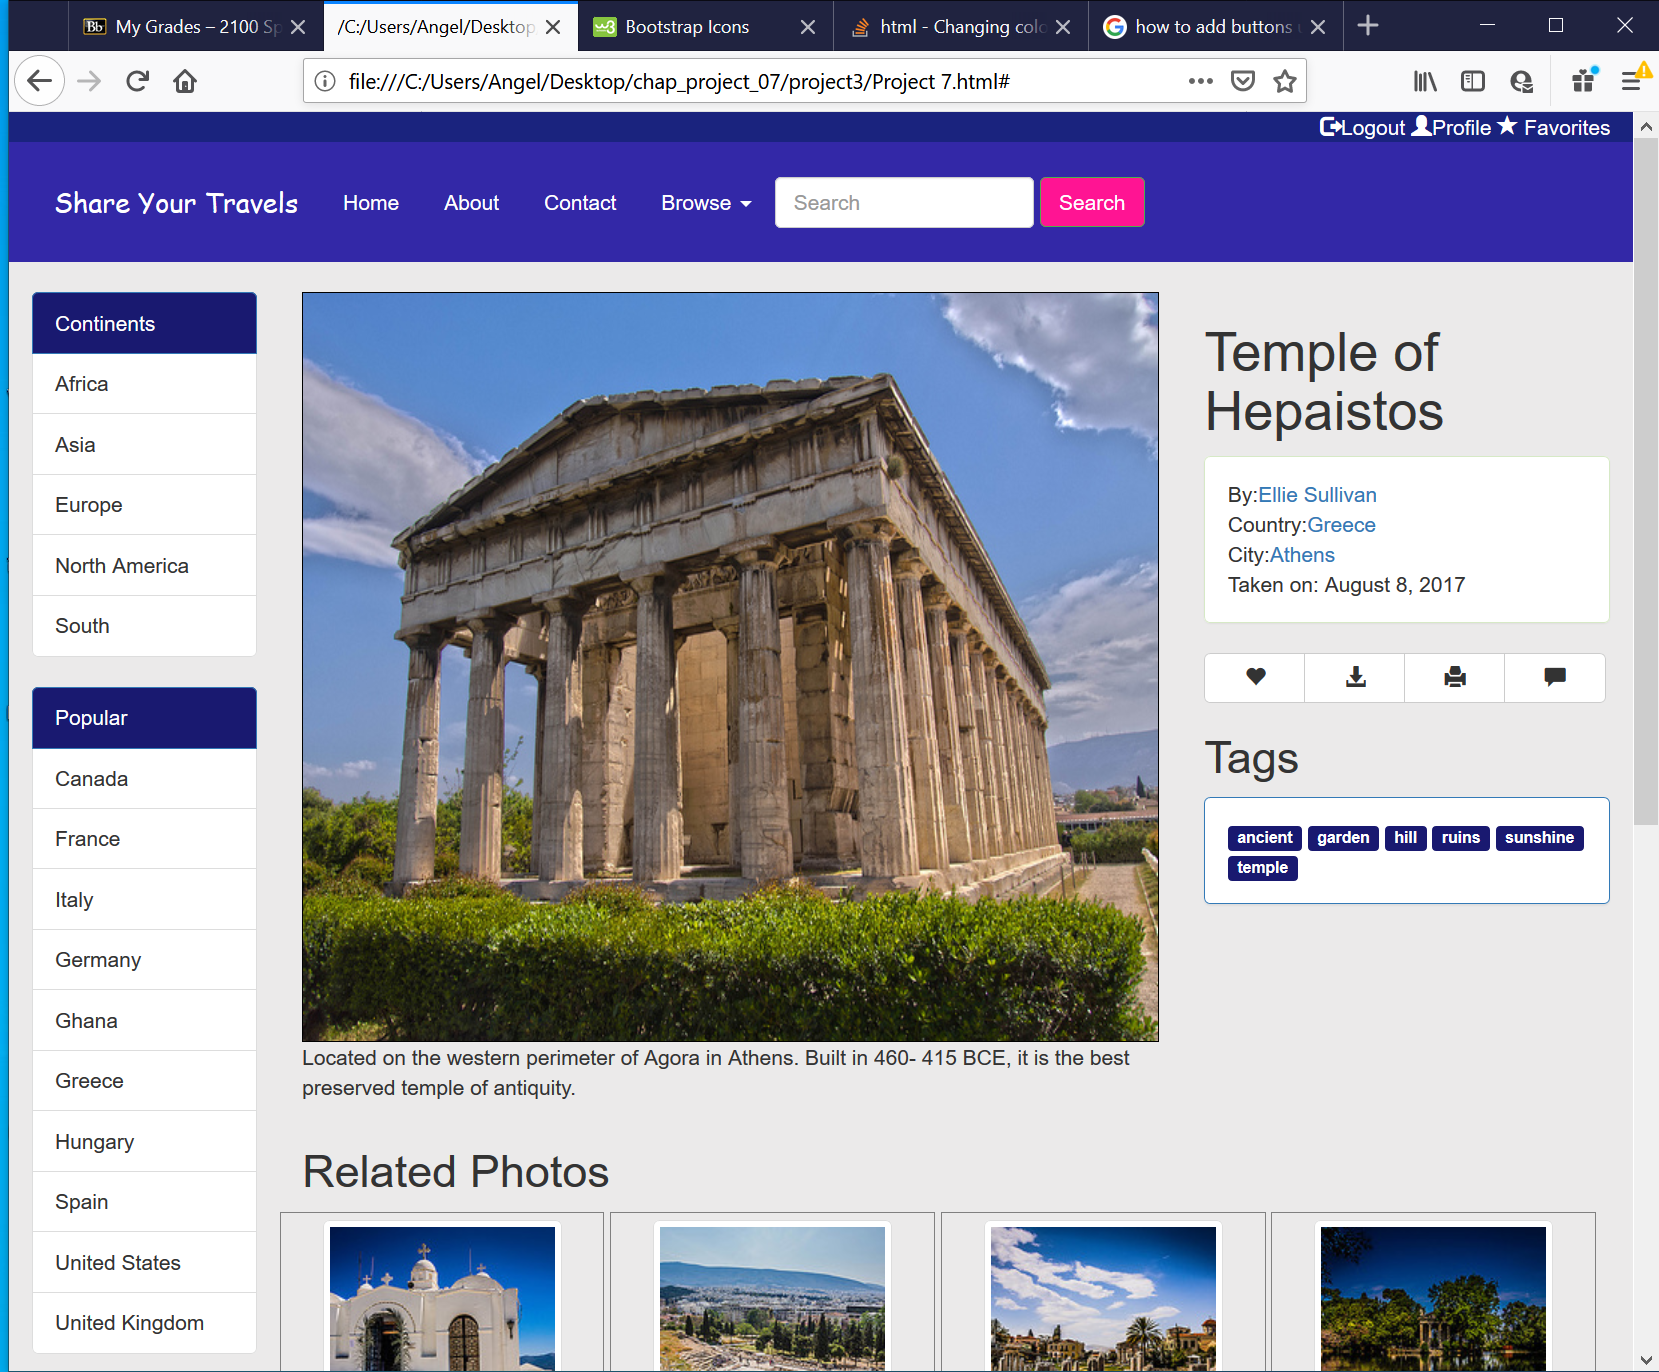 My Grades – 2100 Sp
/C:/Users/Angel/Desktop
Bootstrap Icons
html - Changing colo
how to add buttons
file:///C:/Users/Angel/Desktop/chap_project_07/project3/Project 7.html#
Logout Profile Favorites
Share Your Travels
Home
About
Contact
Browse
Search
Search
Continents
Africa
Asia
Europe
North America
South
Popular
Canada
France
Italy
Germany
Ghana
Greece
Hungary
Spain
United States
United Kingdom
Located on the western perimeter of Agora in Athens. Built in 460- 415 BCE, it is the best
preserved temple of antiquity.
Temple of
Hepaistos
By:Ellie Sullivan
Country:Greece
City:Athens
Taken on: August 8, 2017
Tags
ancient garden hill ruins sunshine
temple
Related Photos